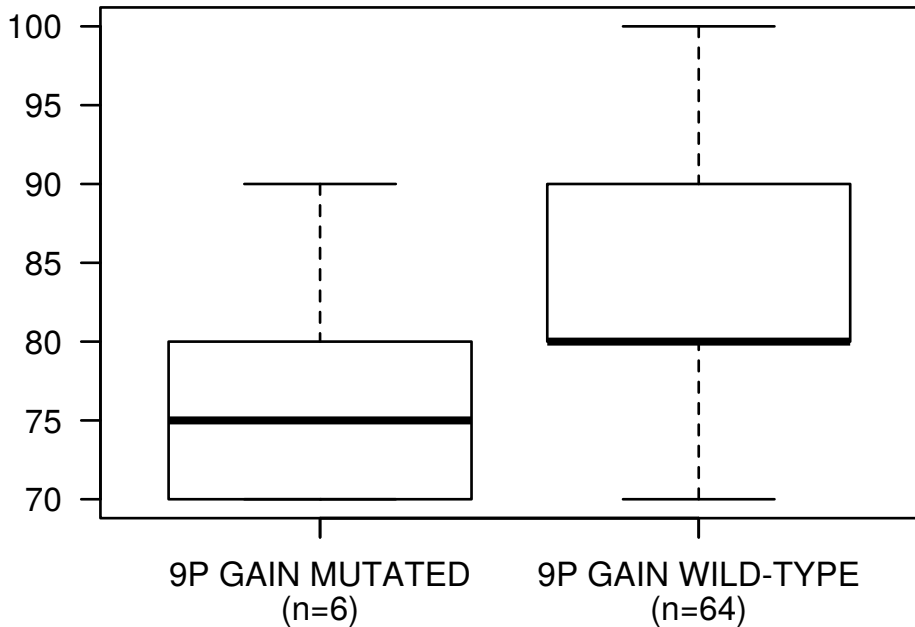 100
95
90
85
80
75
70
9P GAIN MUTATED
(n=6)
9P GAIN WILD-TYPE
(n=64)